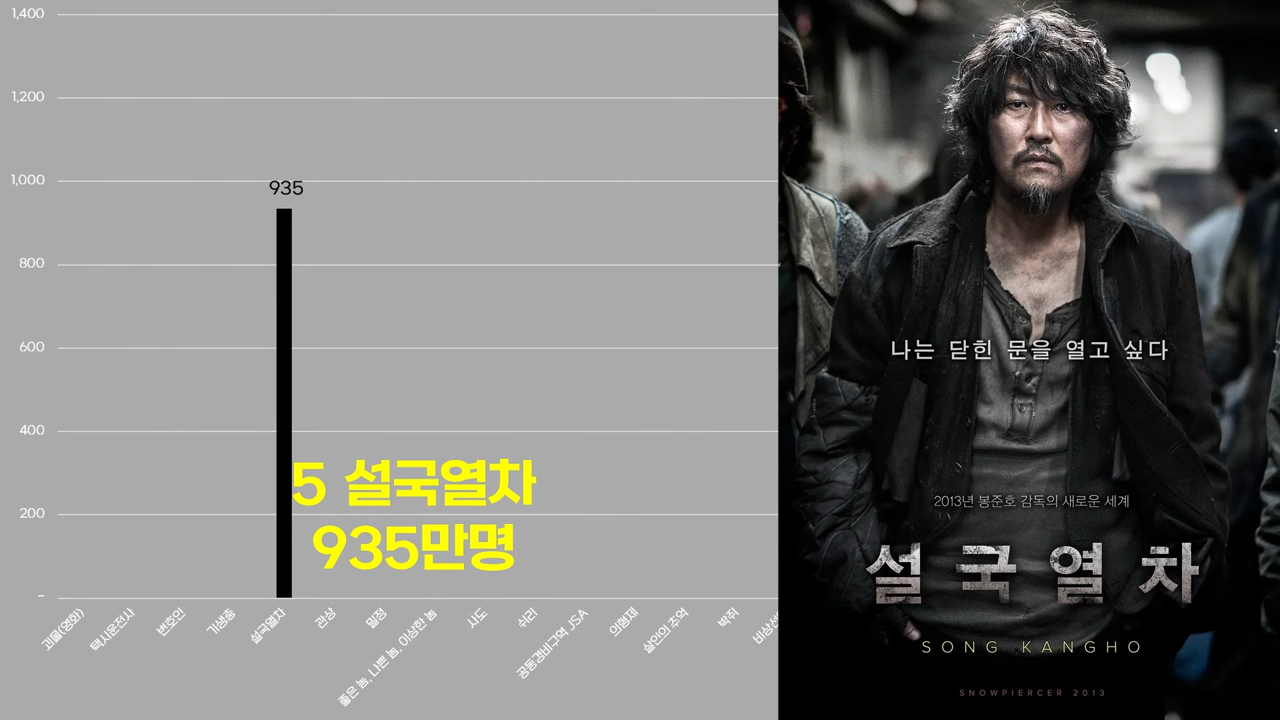 1,400
1,200
1,000
800
600
400
200
-
935
5 설국열차
935만명
괴물(영화)
택시운전사
변호인
기생충
설국열차
관상
밀정
좋은 놈, 나쁜 놈, 이상한 놈
사도
쉬리
공동경비구역 JSA
의형제
살인의 추억
박쥐
나는 닫힌 문을 열고 싶다
2013년 봉준호 감독의 새로운 세계
설국열차
SONG KANGHO
SNOWPIERCER 2013